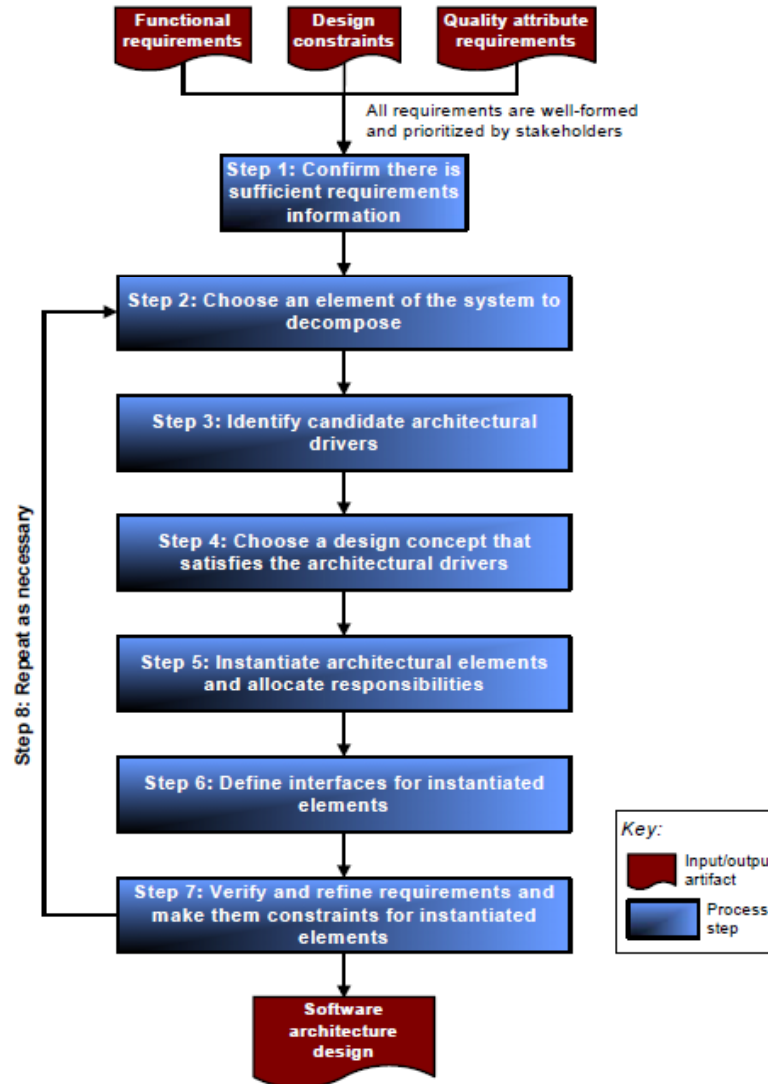 Functional
requirements
Design
constraints
Quality attribute
requirements
All requirements are well-formed
and prioritized by stakeholders
Step 1: Confirm there is
sufficient requirements
information
Step 2: Choose an element of the system to
decompose
Step 3: Identify candidate architectural
drivers
Step 4: Choose a design concept that
satisfies the architectural drivers
Step 5: Instantiate architectural elements
and allocate responsibilities
Step 6: Define interfaces for instantiated
elements
Step 7: Verify and refine requirements and
make them constraints for instantiated
elements
Step 8: Repeat as necessary
Software
architecture
design
Key:
Input/output
artifact
Process
step